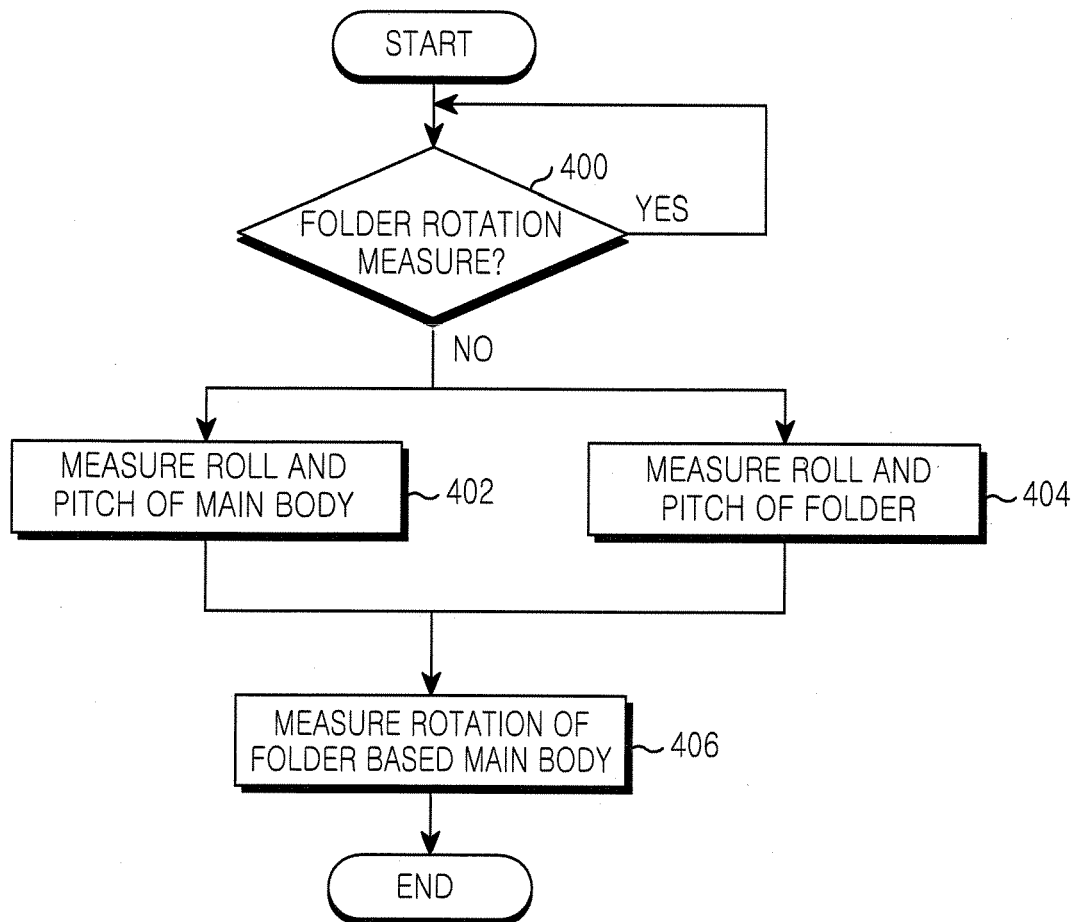 START
400
FOLDER ROTATION
MEASURE?
YES
NO
MEASURE ROLL AND
PITCH OF MAIN BODY
402
MEASURE ROLL AND
PITCH OF FOLDER
404
MEASURE ROTATION OF
FOLDER BASED MAIN BODY
406
END